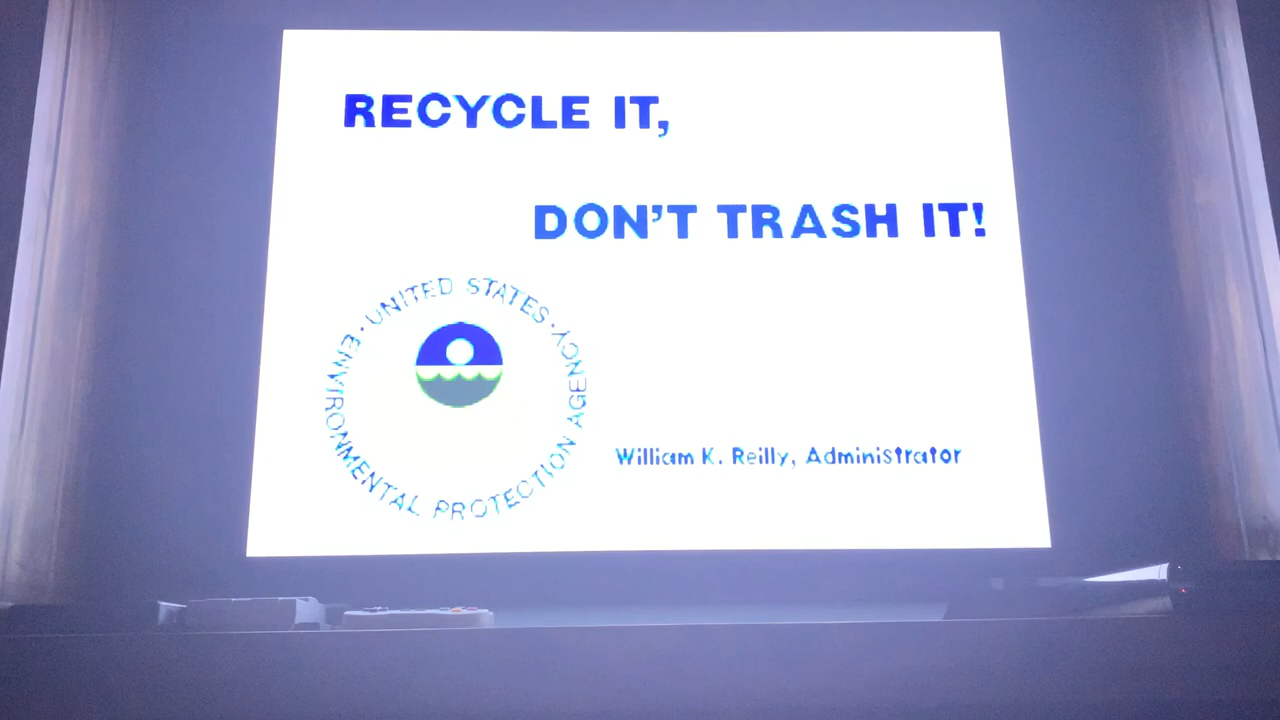 RECYCLE IT,
DON'T TRASH IT!
UNITED STATES · ENVIRONMENTAL PROTECTION AGENCY ·
William K. Reilly, Administrator